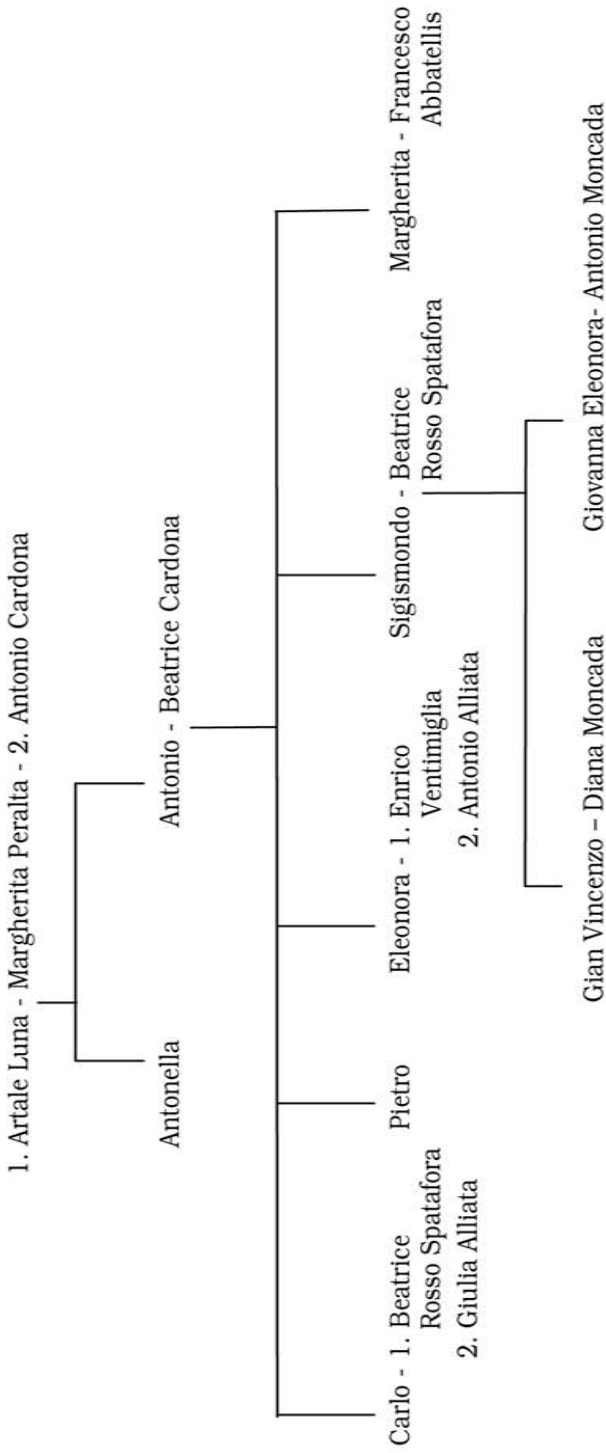 1. Artale Luna - Margherita Peralta - 2. Antonio Cardona
Antonella
Antonio - Beatrice Cardona
Carlo - 1. Beatrice
Rosso Spatafora
2. Giulia Alliata
Pietro
Eleonora - 1. Enrico
Ventimiglia
2. Antonio Alliata
Sigismondo - Beatrice
Rosso Spatafora
Margherita - Francesco
Abbatellis
Gian Vincenzo – Diana Moncada
Giovanna Eleonora- Antonio Moncada